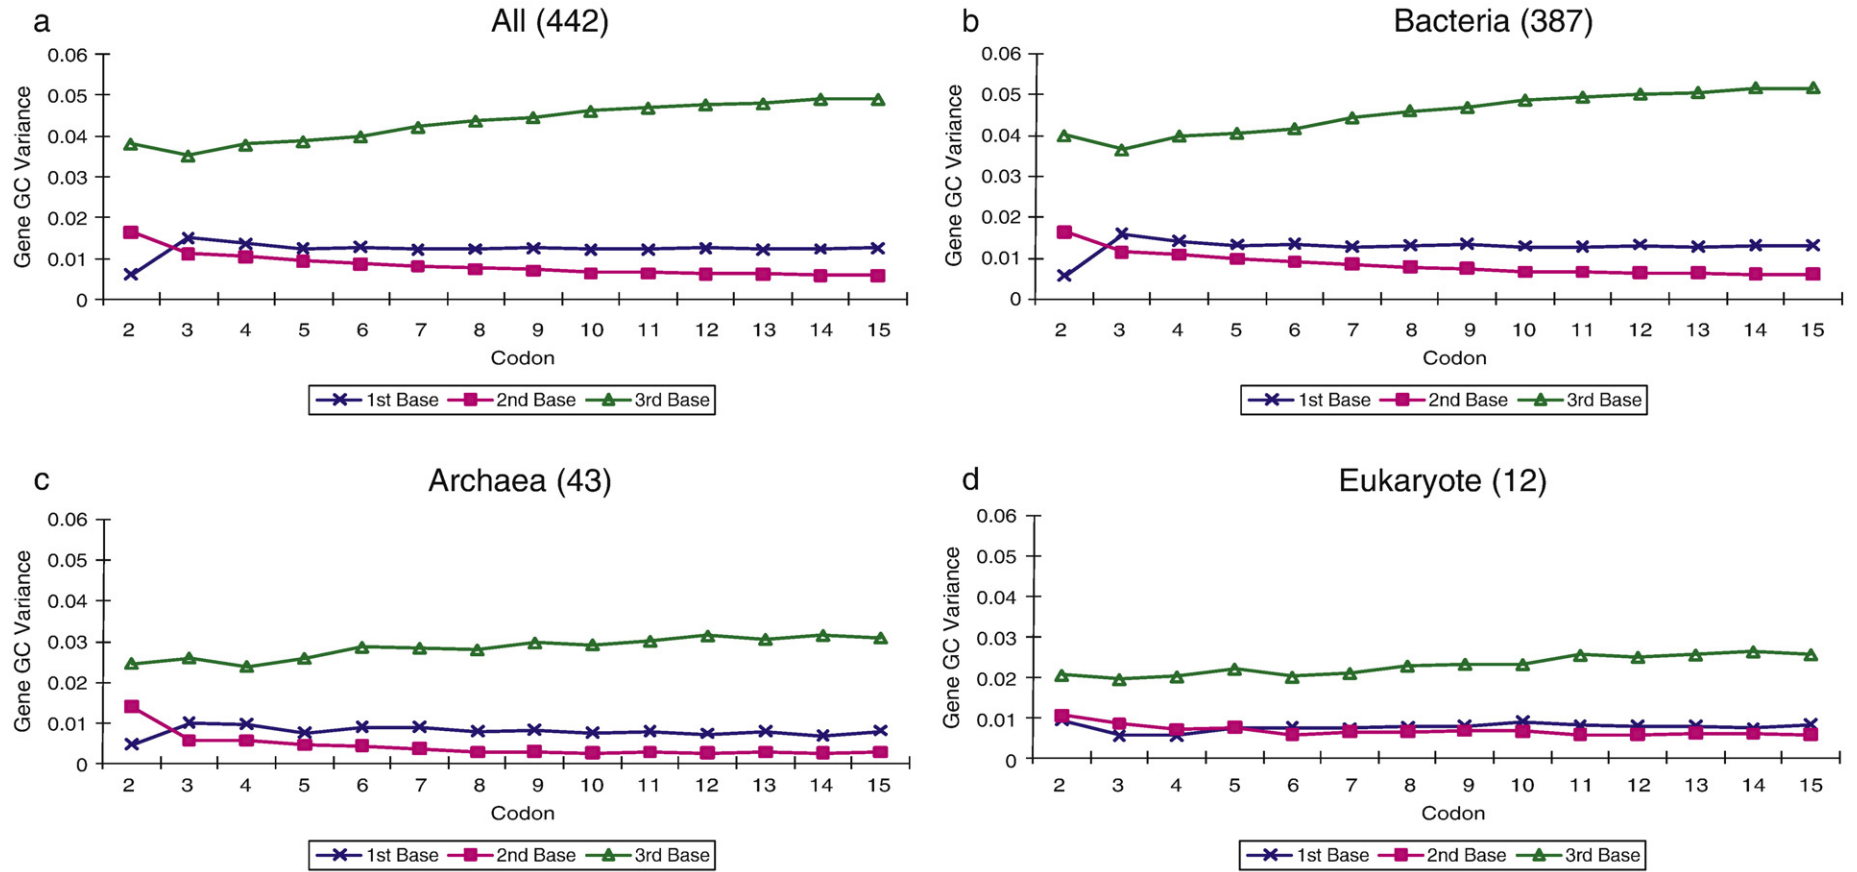 a
All (442)
Gene GC Variance
0.06
0.05
0.04
0.03
0.02
0.01
0
2 3 4 5 6 7 8 9 10 11 12 13 14 15
Codon
1st Base 2nd Base 3rd Base
b
Bacteria (387)
Gene GC Variance
0.06
0.05
0.04
0.03
0.02
0.01
0
2 3 4 5 6 7 8 9 10 11 12 13 14 15
Codon
1st Base 2nd Base 3rd Base
c
Archaea (43)
Gene GC Variance
0.06
0.05
0.04
0.03
0.02
0.01
0
2 3 4 5 6 7 8 9 10 11 12 13 14 15
Codon
1st Base 2nd Base 3rd Base
d
Eukaryote (12)
Gene GC Variance
0.06
0.05
0.04
0.03
0.02
0.01
0
2 3 4 5 6 7 8 9 10 11 12 13 14 15
Codon
1st Base 2nd Base 3rd Base